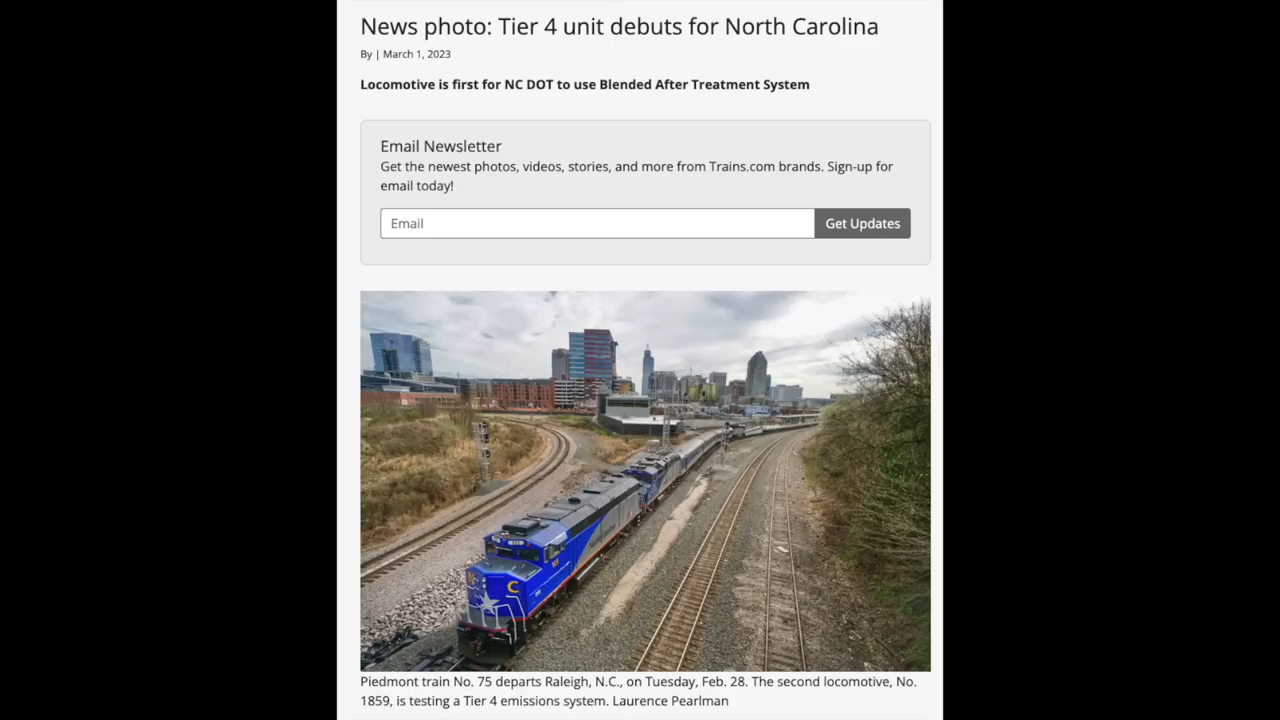 News photo: Tier 4 unit debuts for North Carolina
By | March 1, 2023
Locomotive is first for NC DOT to use Blended After Treatment System
Email Newsletter
Get the newest photos, videos, stories, and more from Trains.com brands. Sign-up for
email today!
Email
Get Updates
C
Piedmont train No. 75 departs Raleigh, N.C., on Tuesday, Feb. 28. The second locomotive, No.
1859, is testing a Tier 4 emissions system. Laurence Pearlman